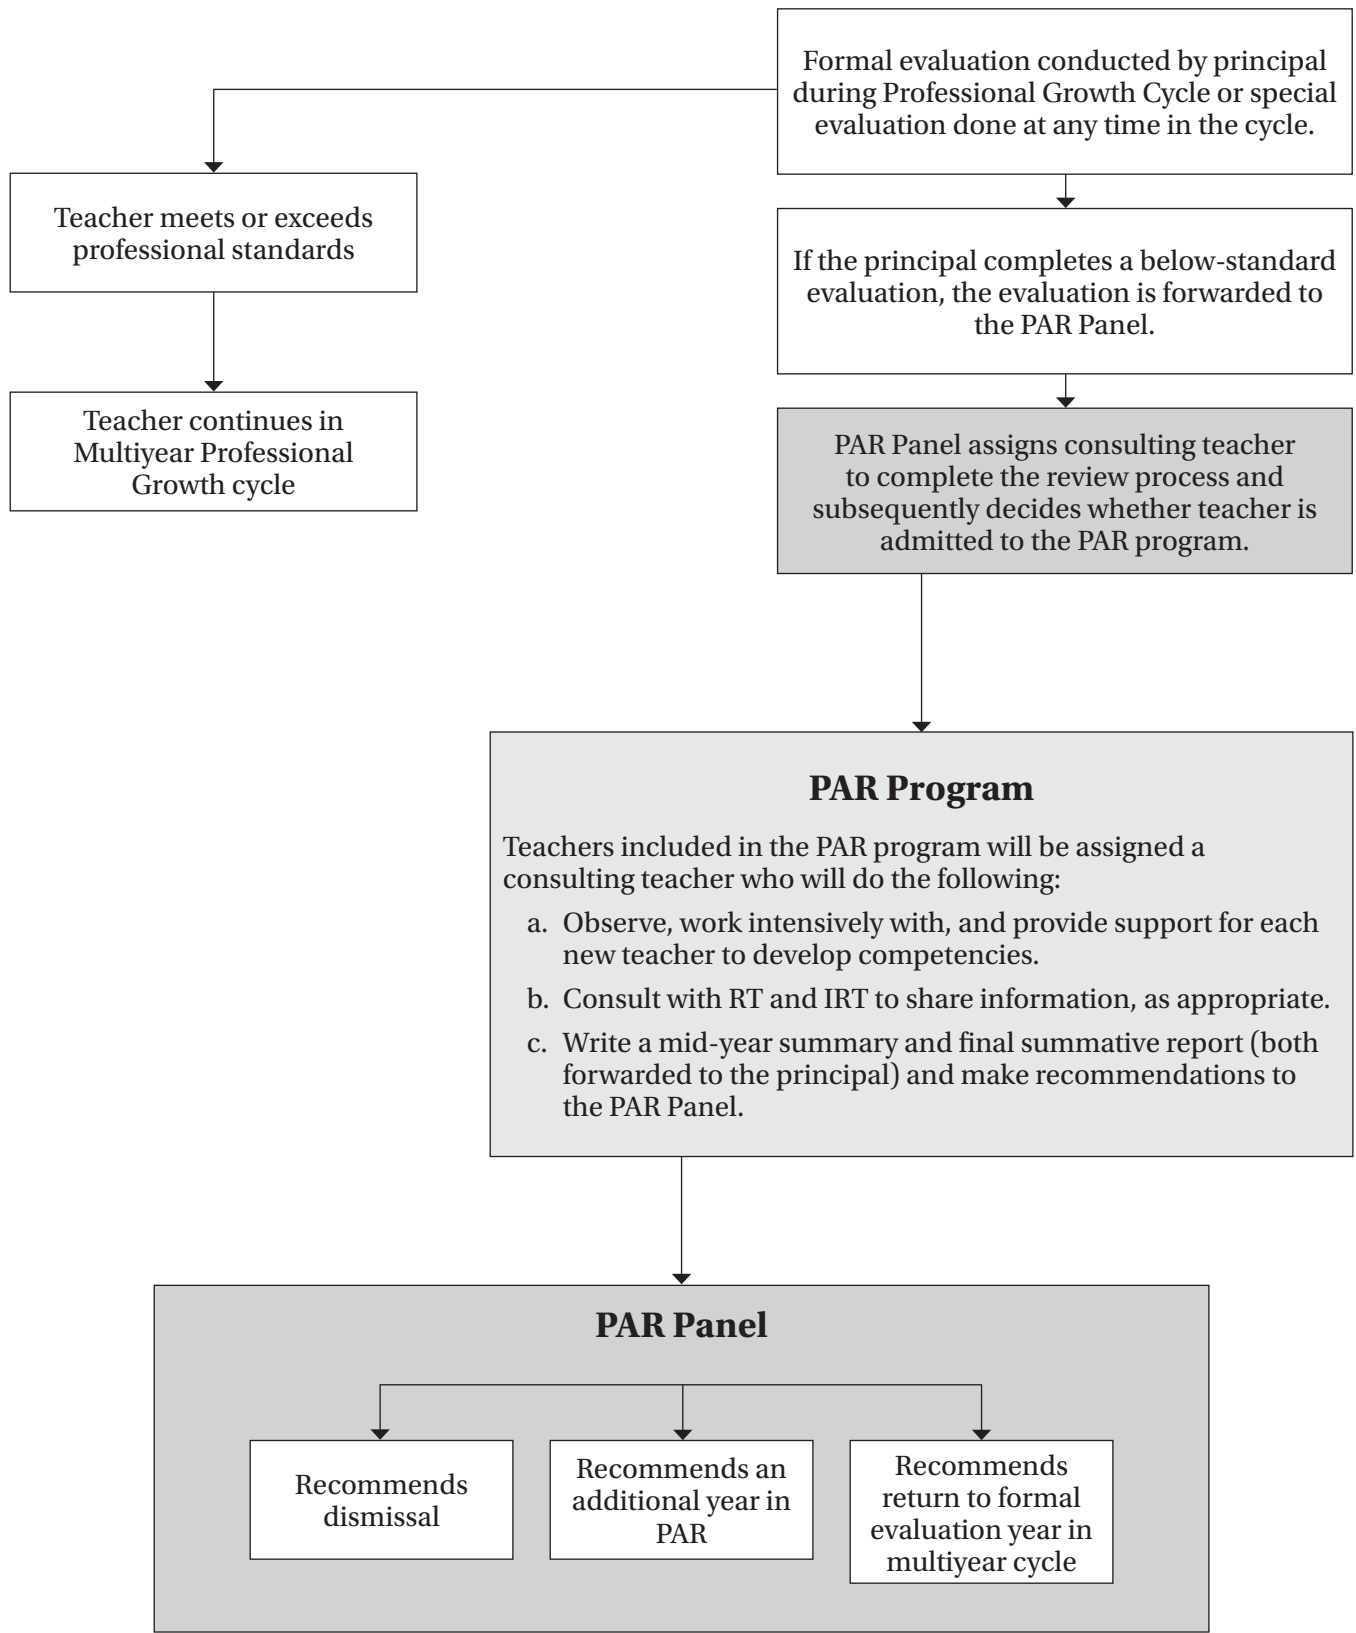 Formal evaluation conducted by principal
during Professional Growth Cycle or special
evaluation done at any time in the cycle.
Teacher meets or exceeds
professional standards
If the principal completes a below-standard
evaluation, the evaluation is forwarded to
the PAR Panel.
Teacher continues in
Multiyear Professional
Growth cycle
PAR Panel assigns consulting teacher
to complete the review process and
subsequently decides whether teacher is
admitted to the PAR program.
PAR Program
Teachers included in the PAR program will be assigned a
consulting teacher who will do the following:
a. Observe, work intensively with, and provide support for each
new teacher to develop competencies.
b. Consult with RT and IRT to share information, as appropriate.
c. Write a mid-year summary and final summative report (both
forwarded to the principal) and make recommendations to
the PAR Panel.
PAR Panel
Recommends
dismissal
Recommends an
additional year in
PAR
Recommends
return to formal
evaluation year in
multiyear cycle